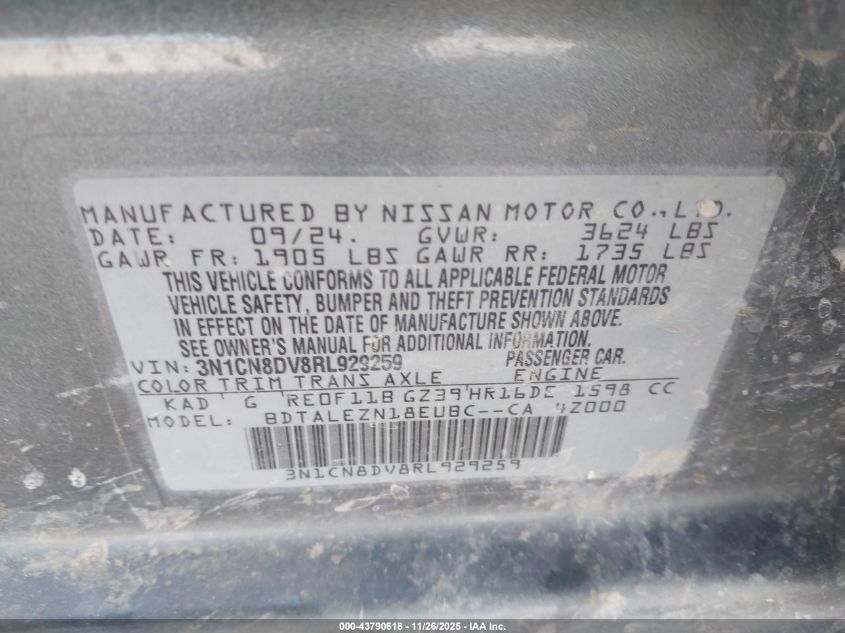 MANUFACTURED BY NISSAN MOTOR CO., LTD.
DATE: 09/24. GVWR: 3624 LBS
GAWR FR: 1905 LBS GAWR RR: 1735 LBS
THIS VEHICLE CONFORMS TO ALL APPLICABLE FEDERAL MOTOR
VEHICLE SAFETY, BUMPER AND THEFT PREVENTION STANDARDS
IN EFFECT ON THE DATE OF MANUFACTURE SHOWN ABOVE.
SEE OWNER'S MANUAL FOR ADDITIONAL INFORMATION.
VIN: 3N1CN8DV8RL929259 PASSENGER CAR.
COLOR TRIM TRANS AXLE ENGINE
KAD G RE0F11B GZ39 HR16DE 1598 CC
MODEL: BDTALEZN18EUBC--CA 4Z000
3N1CN8DV8RL929259
000-43790618 - 11/26/2025 - IAA Inc.